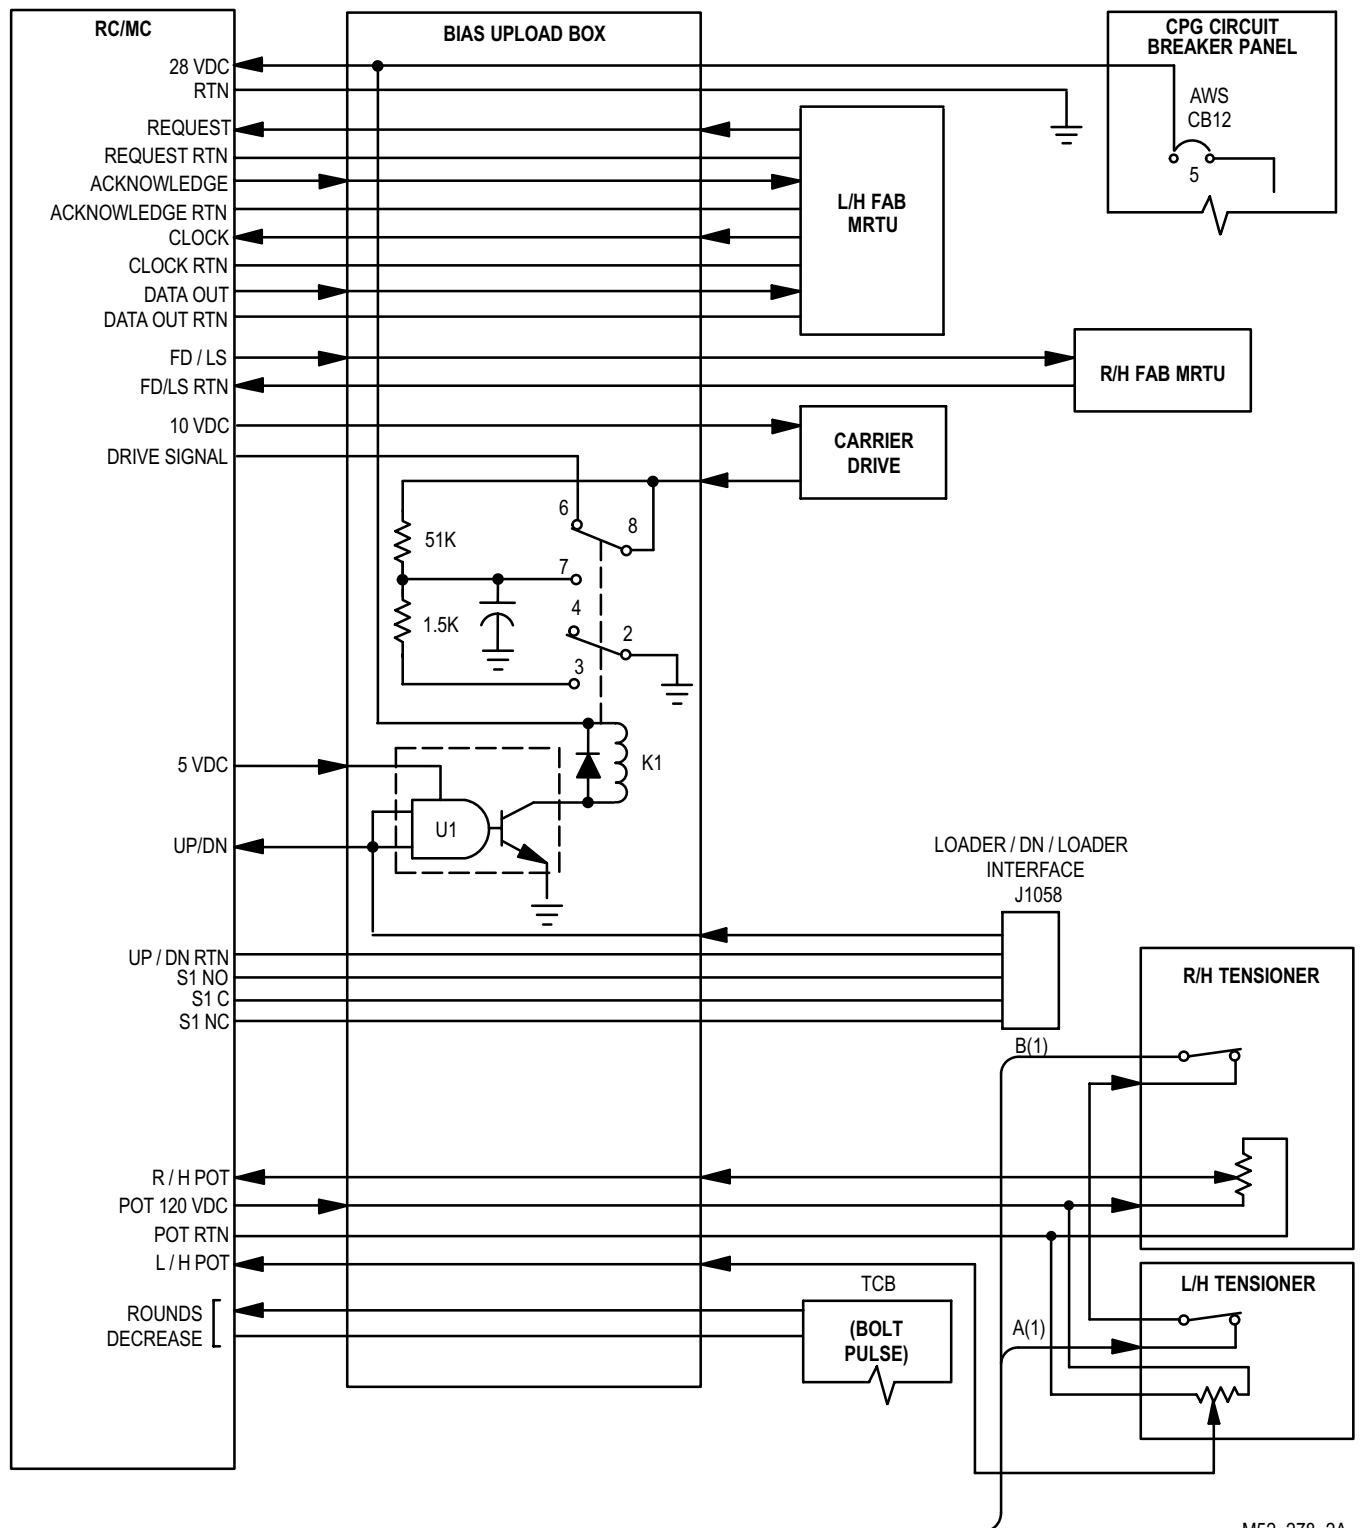 RC/MC
BIAS UPLOAD BOX
CPG CIRCUIT
BREAKER PANEL
28 VDC
RTN
AWS
CB12
5
REQUEST
REQUEST RTN
ACKNOWLEDGE
ACKNOWLEDGE RTN
CLOCK
CLOCK RTN
DATA OUT
DATA OUT RTN
L/H FAB
MRTU
FD / LS
FD/LS RTN
R/H FAB MRTU
10 VDC
DRIVE SIGNAL
CARRIER
DRIVE
6
8
51K
7
4
1.5K
2
3
K1
5 VDC
U1
UP/DN
LOADER / DN / LOADER
INTERFACE
J1058
UP / DN RTN
S1 NO
S1 C
S1 NC
R/H TENSIONER
B(1)
R / H POT
POT 120 VDC
POT RTN
L / H POT
L/H TENSIONER
TCB
ROUNDS
DECREASE
(BOLT
PULSE)
A(1)